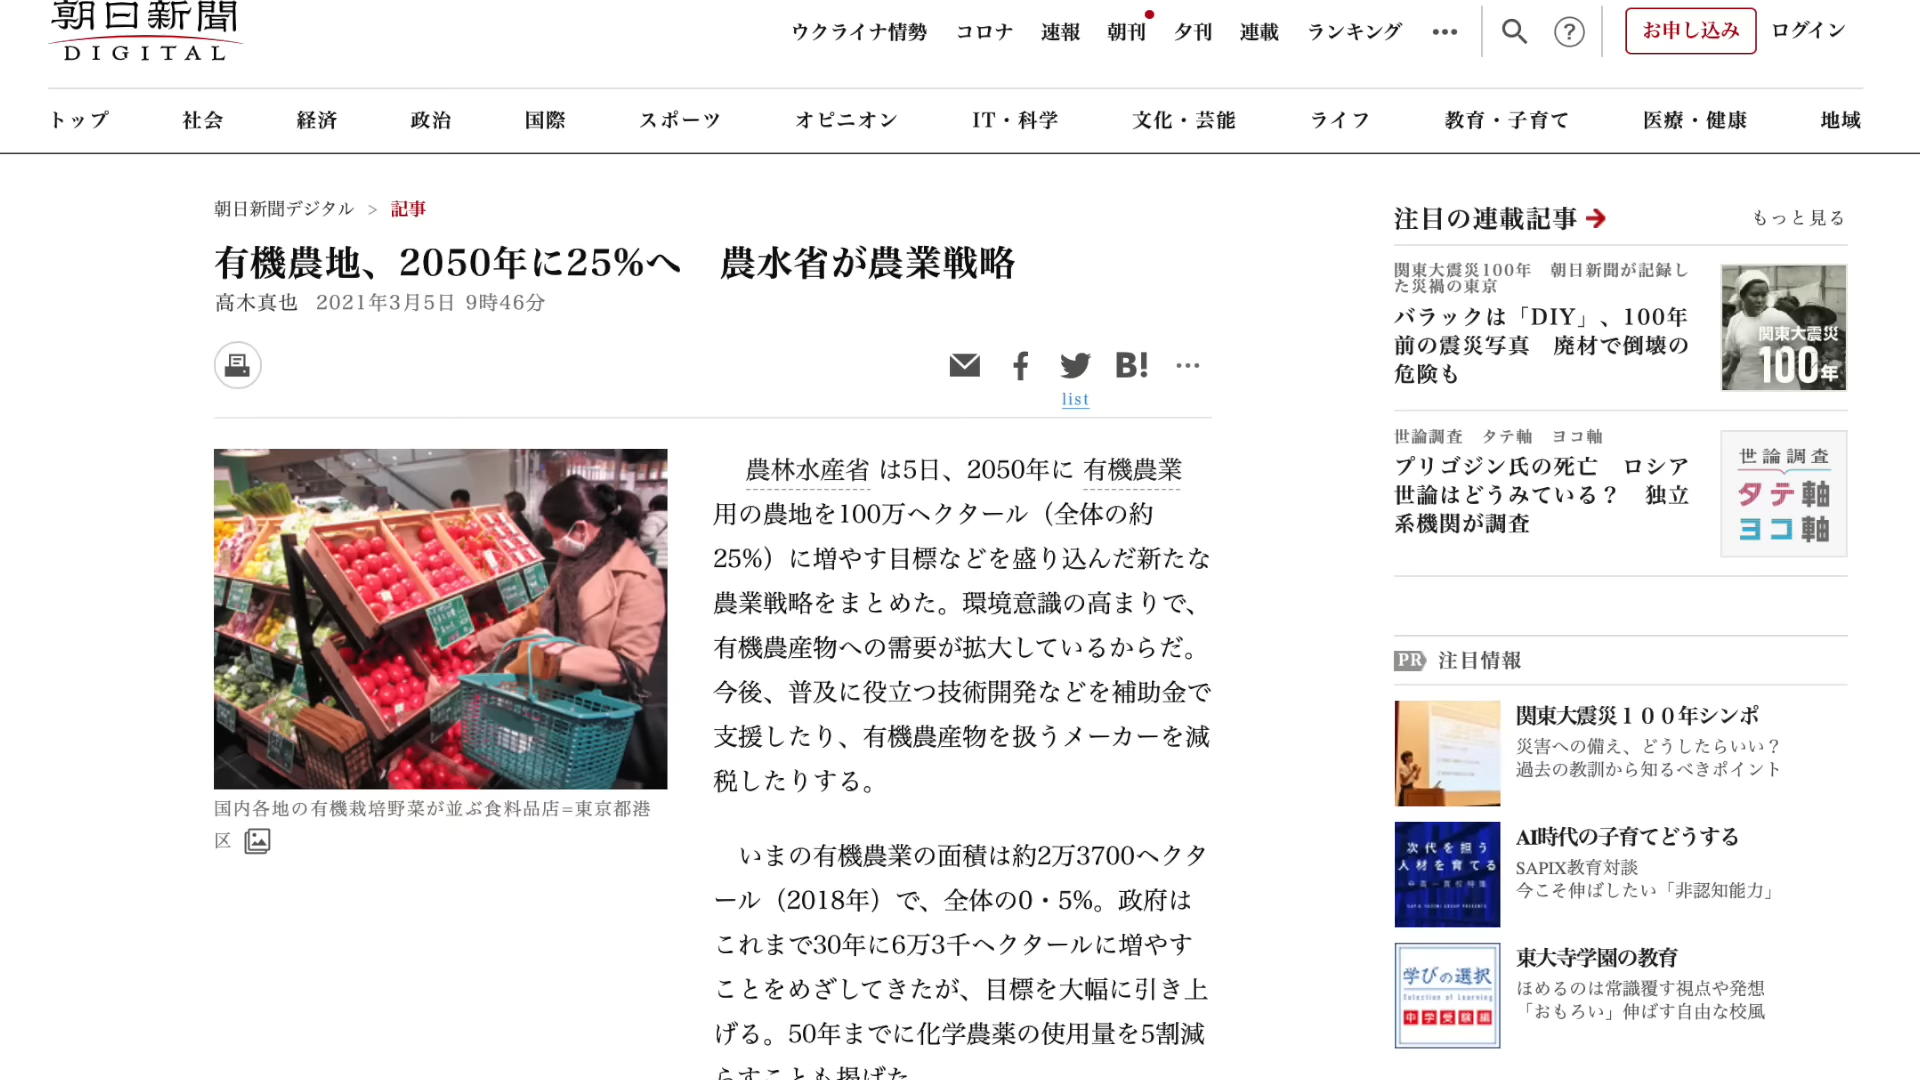 朝日新聞
DIGITAL
ウクライナ情勢 コロナ 速報 朝刊 夕刊 連載 ランキング
お申し込み ログイン
トップ 社会 経済 政治 国際 スポーツ オピニオン IT・科学 文化・芸能 ライフ 教育・子育て 医療・健康 地域
朝日新聞デジタル > 記事
有機農地、2050年に25%へ　農水省が農業戦略
高木真也 2021年3月5日 9時46分
B!
list
農林水産省 は5日、2050年に 有機農業
用の農地を100万ヘクタール（全体の約
25%）に増やす目標などを盛り込んだ新たな
農業戦略をまとめた。環境意識の高まりで、
有機農産物への需要が拡大しているからだ。
今後、普及に役立つ技術開発などを補助金で
支援したり、有機農産物を扱うメーカーを減
税したりする。
国内各地の有機栽培野菜が並ぶ食料品店=東京都港
区
いまの有機農業の面積は約2万3700ヘクタ
ール（2018年）で、全体の0・5%。政府は
これまで30年に6万3千ヘクタールに増やす
ことをめざしてきたが、目標を大幅に引き上
げる。50年までに化学農薬の使用量を5割減
らすことも掲げた
注目の連載記事 もっと見る
関東大震災100年　朝日新聞が記録し
た災禍の東京
バラックは「DIY」、100年
前の震災写真　廃材で倒壊の
危険も
関東大震災
100年
世論調査　タテ軸　ヨコ軸
プリゴジン氏の死亡　ロシア
世論はどうみている？　独立
系機関が調査
世論調査
タテ軸
ヨコ軸
PR 注目情報
関東大震災１００年シンポ
災害への備え、どうしたらいい？
過去の教訓から知るべきポイント
次代を担う
人材を育てる
AI時代の子育てどうする
SAPIX教育対談
今こそ伸ばしたい「非認知能力」
学びの選択
Selection of Learning
中学受験編
東大寺学園の教育
ほめるのは常識覆す視点や発想
「おもろい」伸ばす自由な校風